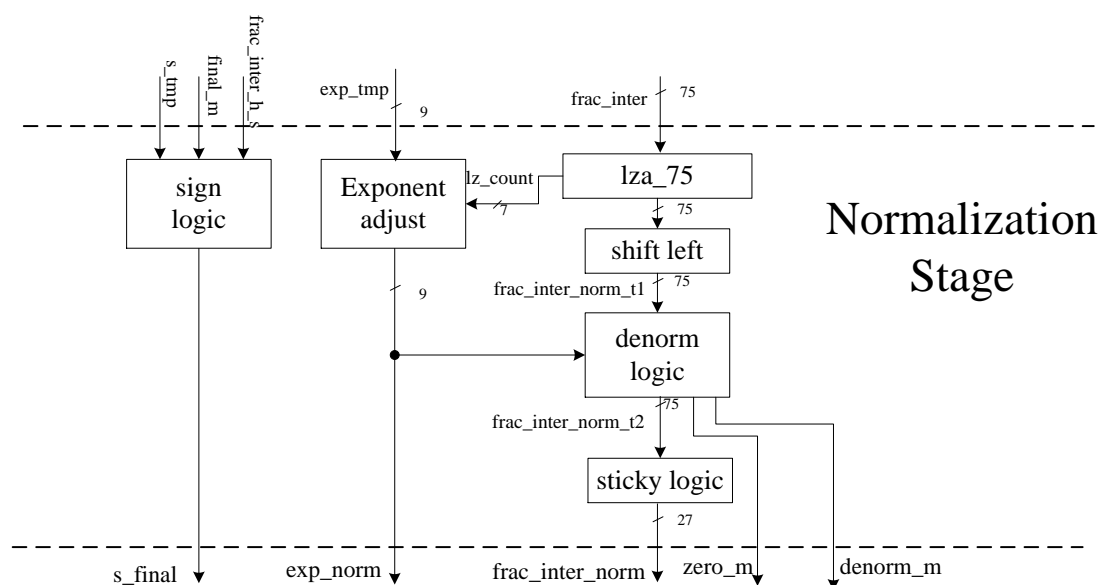 s_tmp
final_m
frac_inter_h_s
exp_tmp
9
frac_inter
75
sign
logic
Exponent
adjust
lz_count
7
lza_75
75
shift left
Normalization
Stage
9
frac_inter_norm_t1
75
denorm
logic
frac_inter_norm_t2
75
sticky logic
27
s_final
exp_norm
frac_inter_norm
zero_m
denorm_m